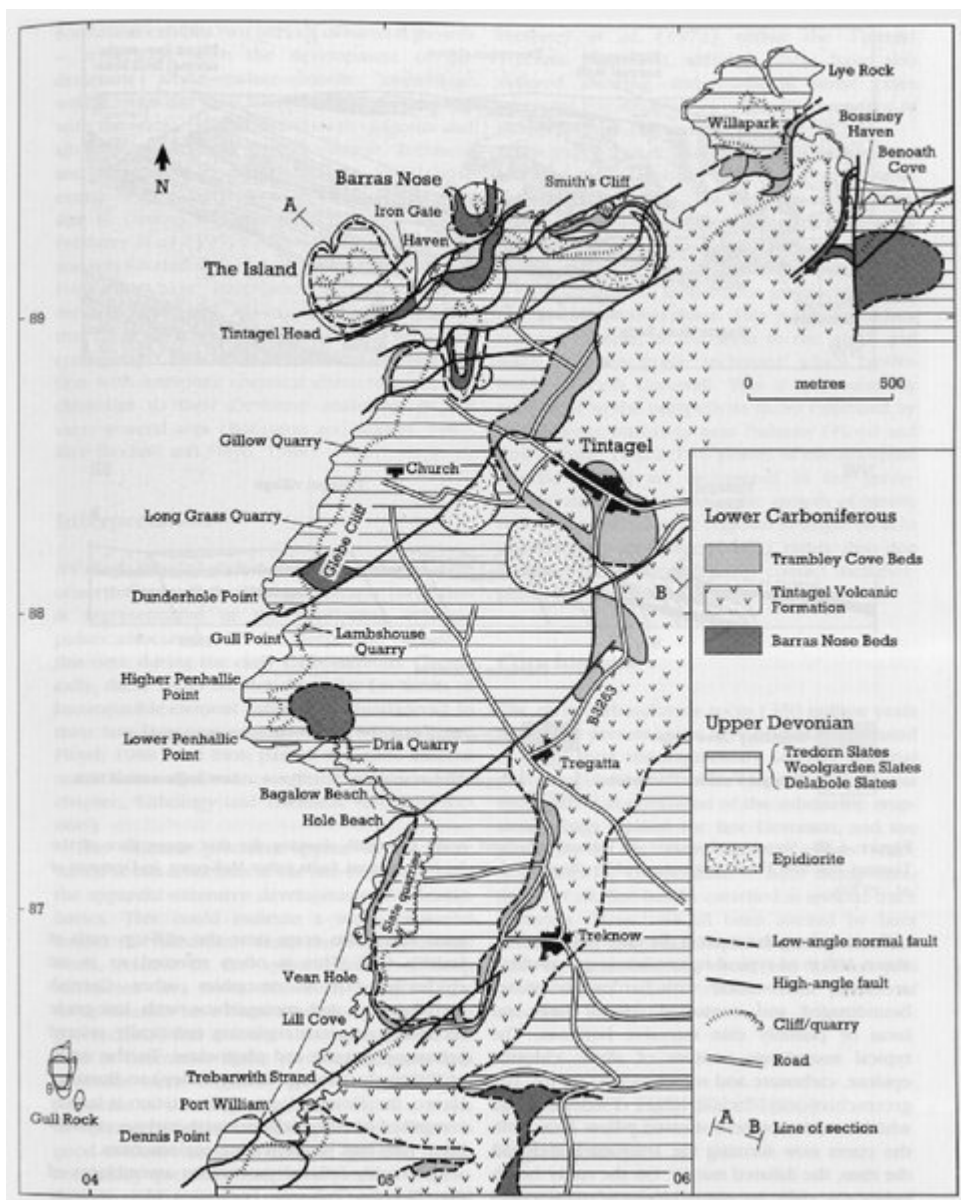 Lye Rock
Willapark
Bossiney
Haven
Benoath
Cove
N
Barras Nose
Smith's Cliff
A
Iron Gate
Haven
The Island
89
Tintagel Head
0 metres 500
Gillow Quarry
Church
Tintagel
Long Grass Quarry
Glebe Cliff
Lower Carboniferous
Trambley Cove Beds
Dunderhole Point
B
Tintagel Volcanic
Formation
88
Gull Point
Lambshouse
Quarry
Barras Nose Beds
Higher Penhallic
Point
B3263
Lower Penhallic
Point
Dria Quarry
Tregatta
Upper Devonian
Tredorn Slates
Woolgarden Slates
Delabole Slates
Bagalow Beach
Hole Beach
Epidiorite
Slate quarries
87
Treknow
Low-angle normal fault
Vean Hole
High-angle fault
Mill Cove
Cliff/quarry
Trebarwith Strand
Road
Port William
Gull Rock
Dennis Point
A B Line of section
04 05 06